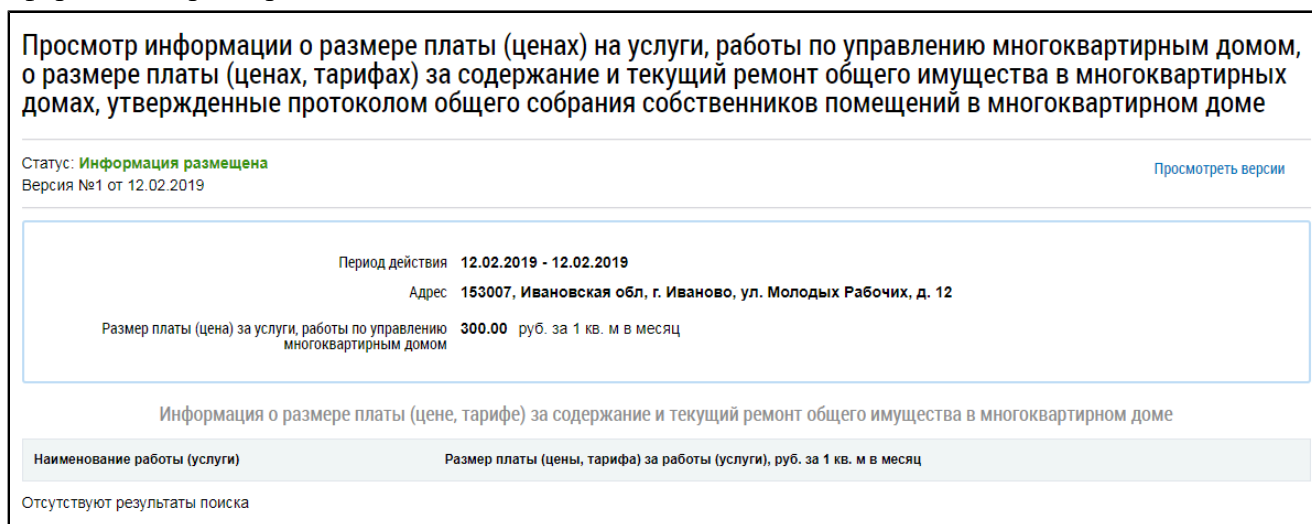 Просмотр информации о размере платы (ценах) на услуги, работы по управлению многоквартирным домом,
о размере платы (ценах, тарифах) за содержание и текущий ремонт общего имущества в многоквартирных
домах, утвержденные протоколом общего собрания собственников помещений в многоквартирном доме
Статус: Информация размещена
Версия №1 от 12.02.2019
Просмотреть версии
Период действия 12.02.2019 - 12.02.2019
Адрес 153007, Ивановская обл, г. Иваново, ул. Молодых Рабочих, д. 12
Размер платы (цена) за услуги, работы по управлению 300.00 руб. за 1 кв. м в месяц
многоквартирным домом
Информация о размере платы (цене, тарифе) за содержание и текущий ремонт общего имущества в многоквартирном доме
Наименование работы (услуги) Размер платы (цены, тарифа) за работы (услуги), руб. за 1 кв. м в месяц
Отсутствуют результаты поиска